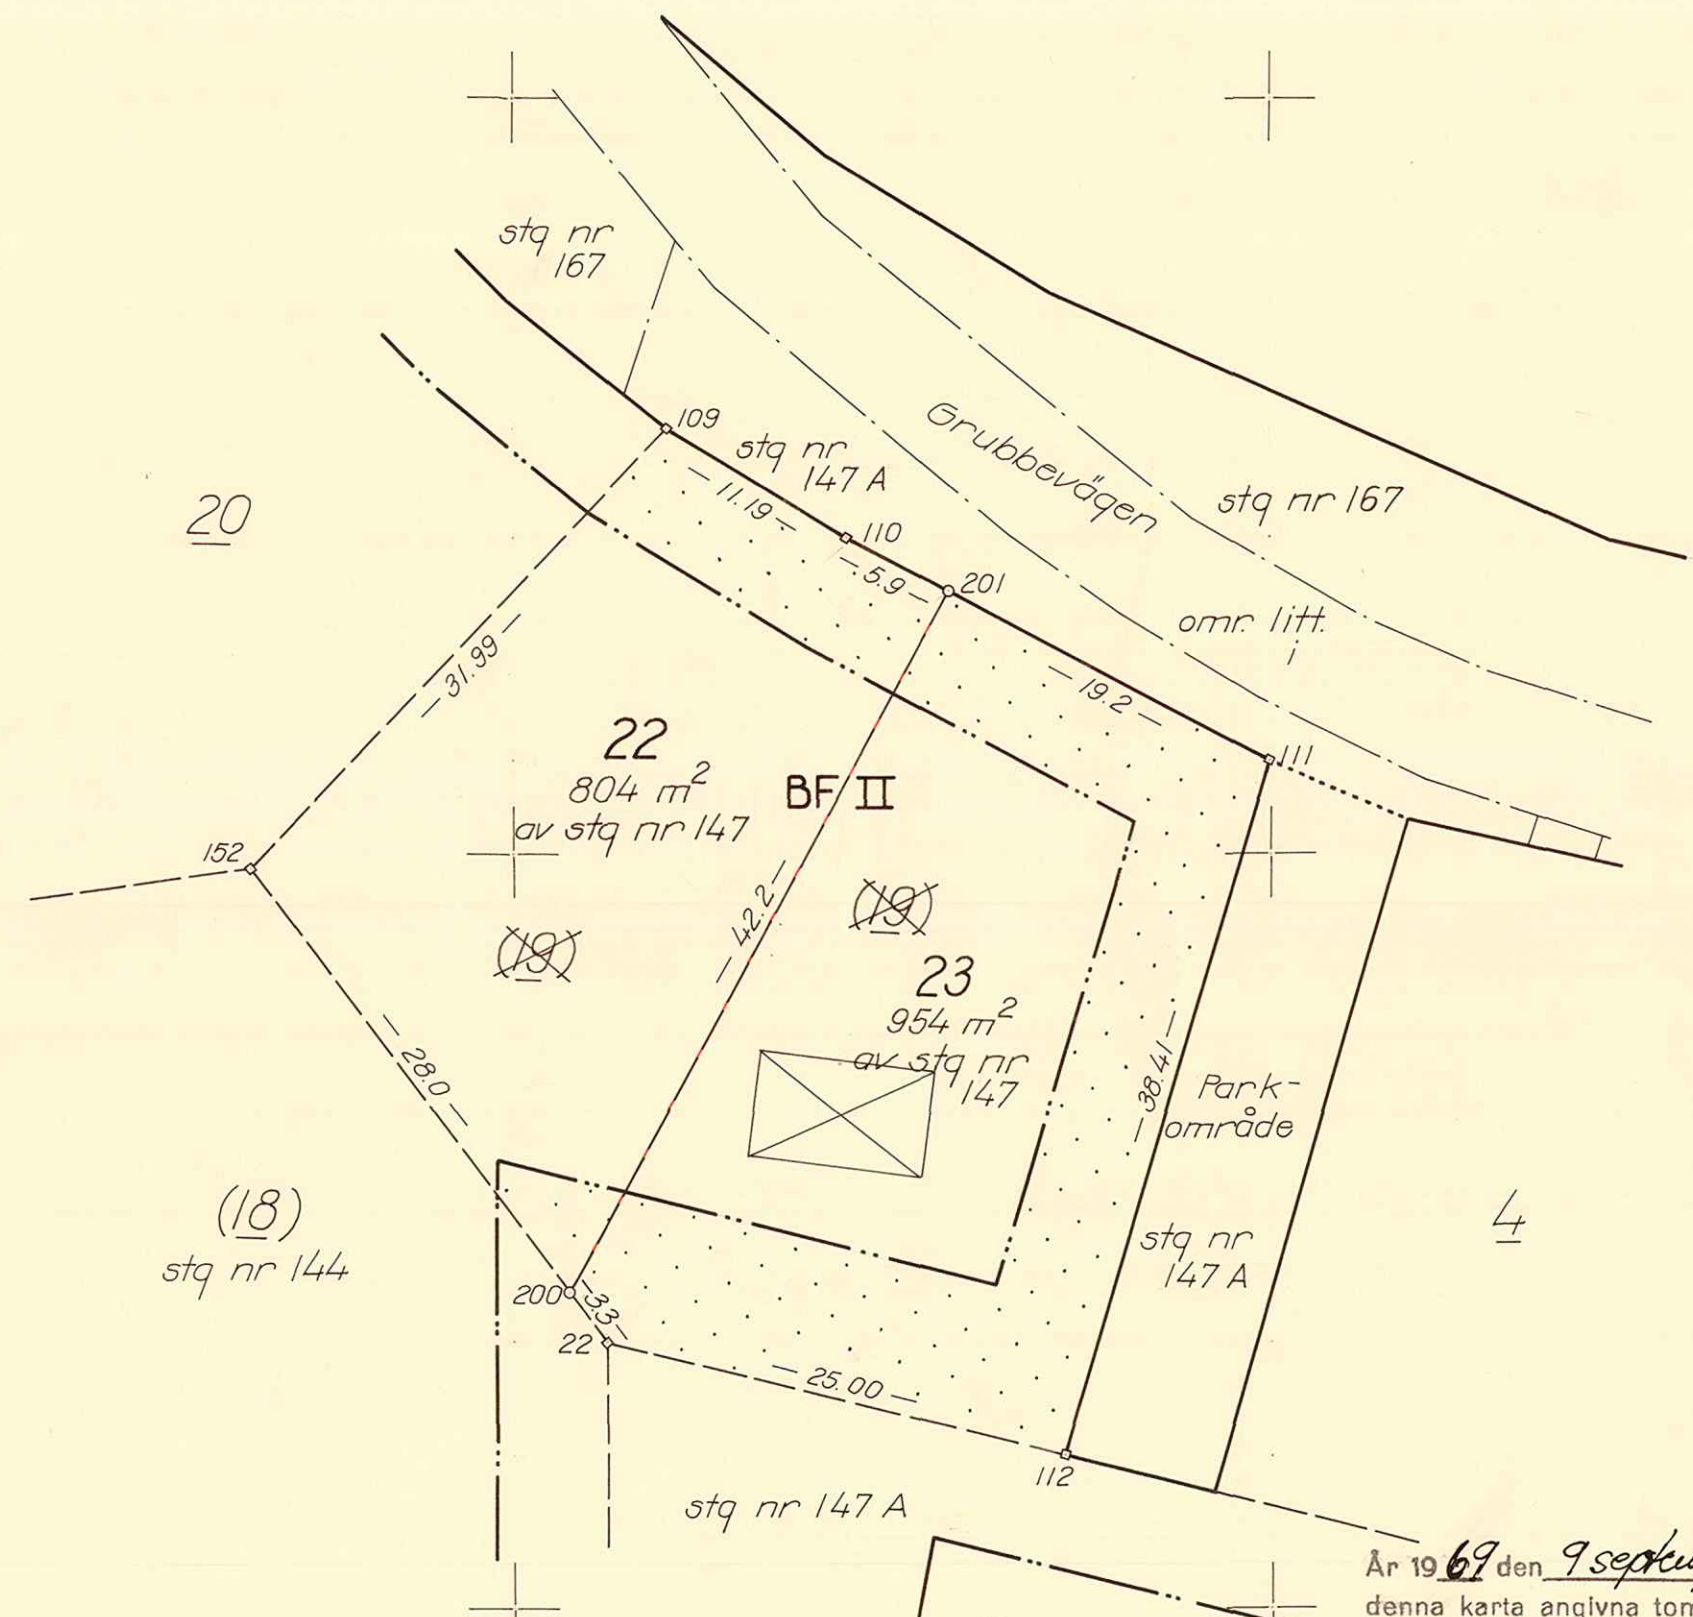 stg nr
167
109
stg nr
147 A
Grubbevägen
stg nr 167
20
11.19
110
5.9
201
omr. litt.
31.99
19.2
111
22
804 m²
av stg nr 147
BF II
152
42.2
(19)
(19)
23
954 m²
av stg nr
147
28.0
38.41
Park-
område
(18)
stg nr 144
stg nr
147 A
4
200
3.3
22
25.00
112
stg nr 147 A
År 1969 den 9
denna karta angivna